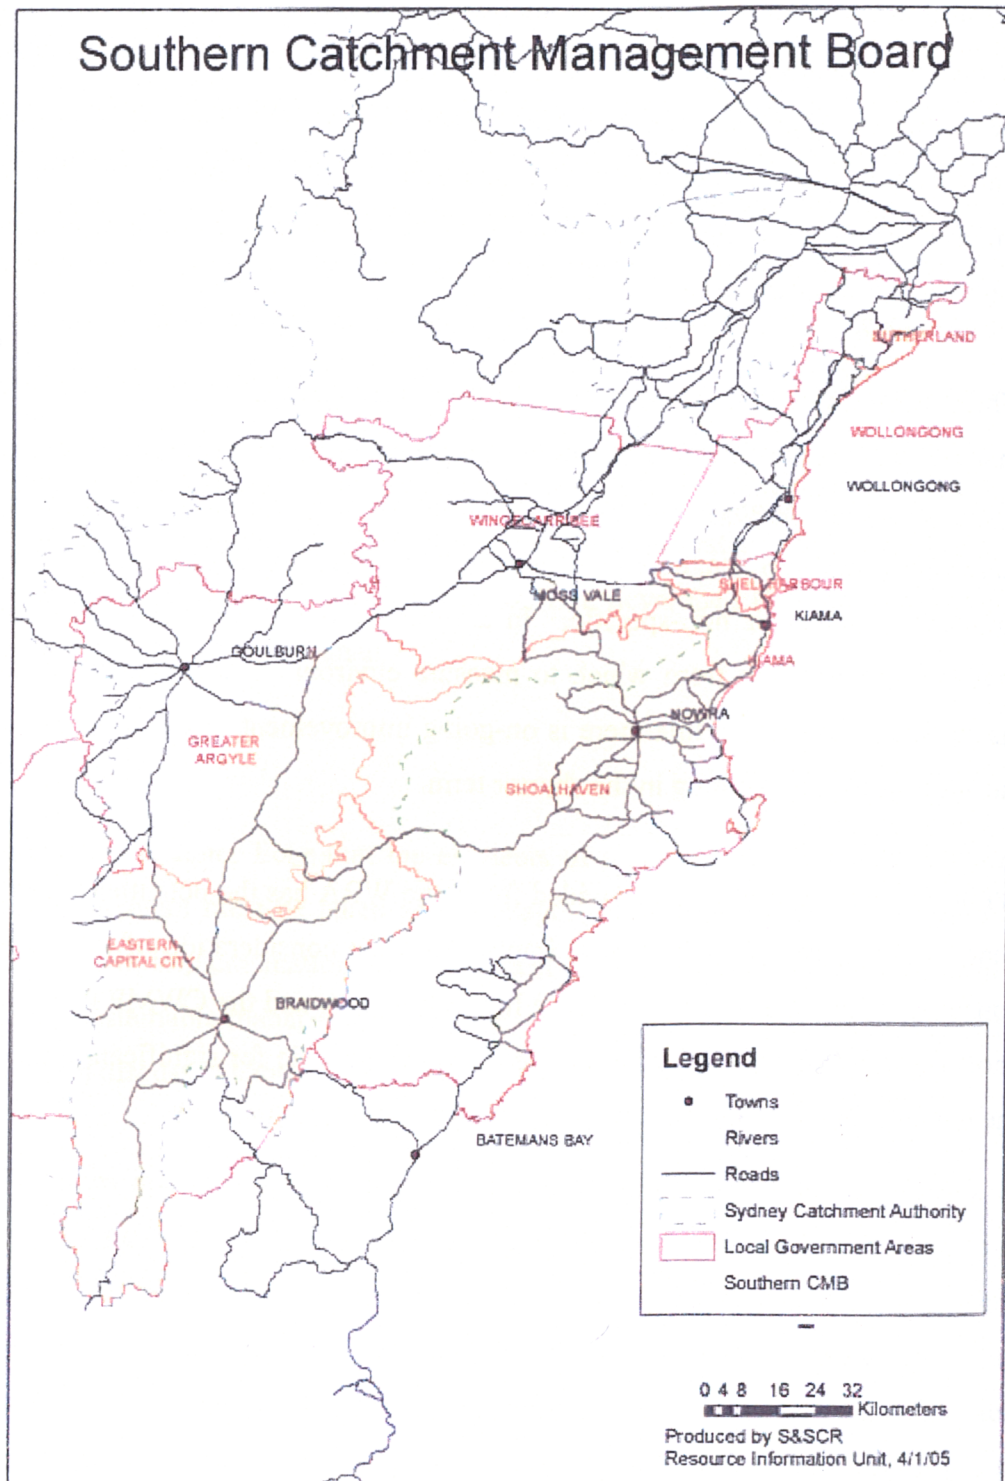 Southern Catchment Management Board
SUTHERLAND
WOLLONGONG
WOLLONGONG
WINGECARRIBEE
SHELLHARBOUR
MOSS VALE
KIAMA
GOULBURN
KIAMA
NOWRA
GREATER
ARGYLE
SHOALHAVEN
EASTERN
CAPITAL CITY
BRAIDWOOD
BATEMANS BAY
Legend
Towns
Rivers
Roads
Sydney Catchment Authority
Local Government Areas
Southern CMB
0 4 8 16 24 32
Kilometers
Produced by S&SCR
Resource Information Unit, 4/1/05